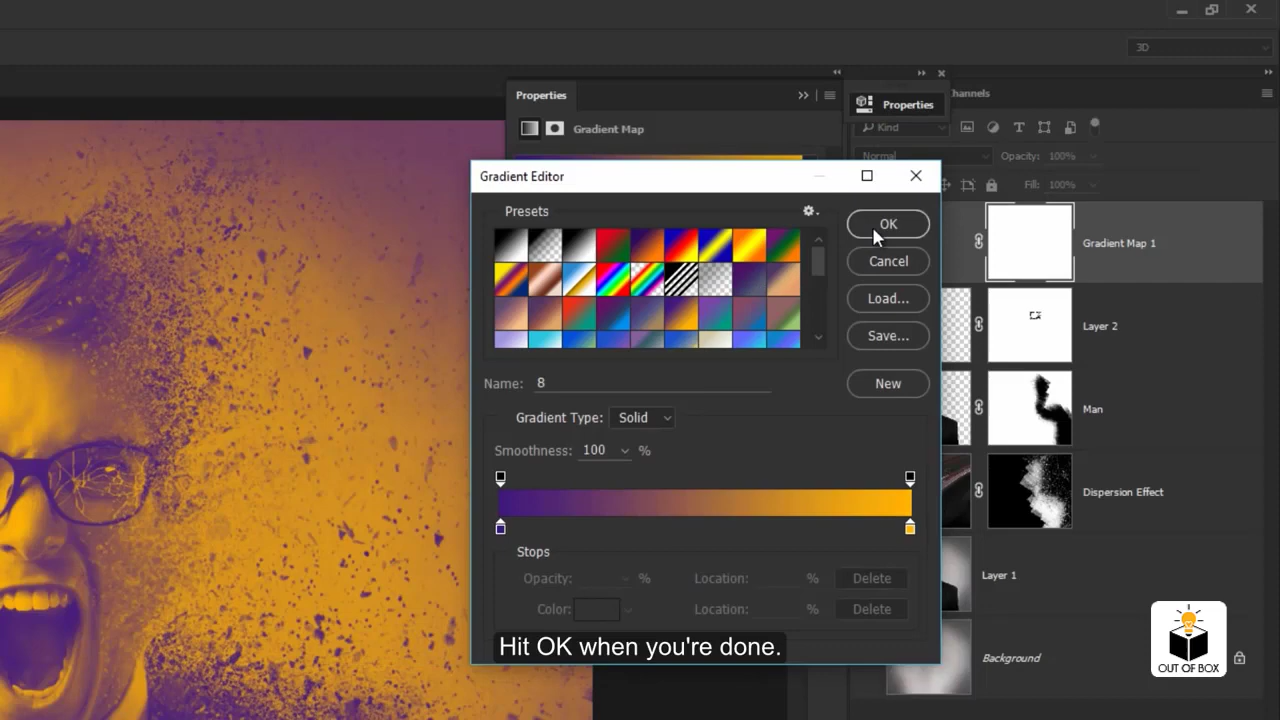 3D
Properties
Properties
hannels
Gradient Map
Kind
Normal
Opacity: 100%
Fill: 100%
Gradient Editor
Presets
OK
Cancel
Load...
Save...
New
Name: 8
Gradient Type: Solid
Smoothness: 100 %
Stops
Opacity: % Location: % Delete
Color: Location: % Delete
Hit OK when you're done.
Gradient Map 1
Layer 2
Man
Dispersion Effect
Layer 1
Background
OUT OF BOX